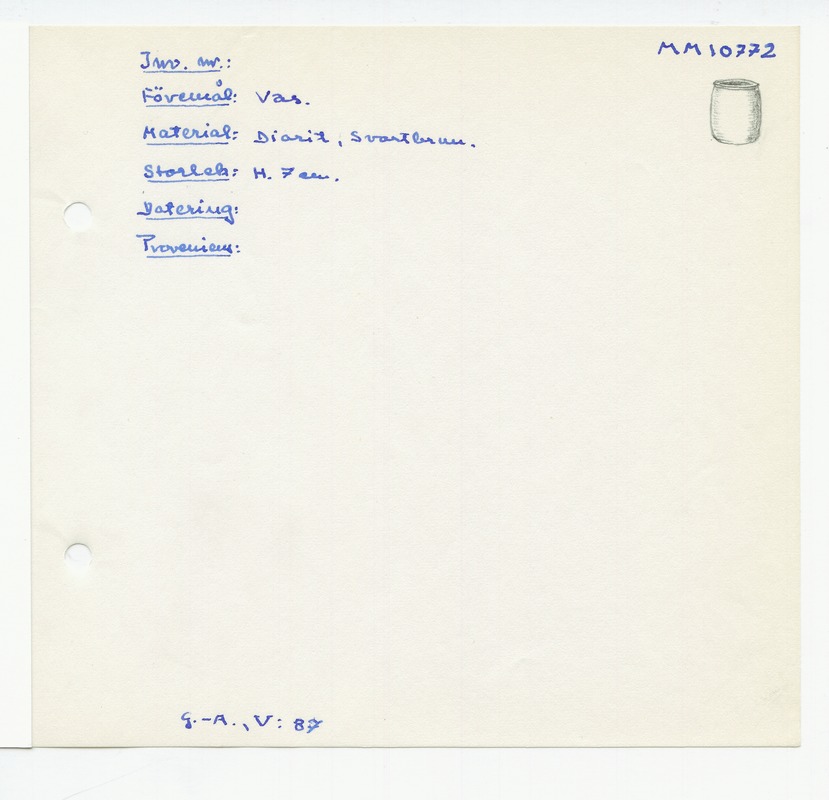 MM10772
Inv. nr.:
Föremål: Vas.
Material: Diorit, Svartbrun.
Storlek: H. 7 cm.
Datering:
Proveniens:
G.-A., V: 87